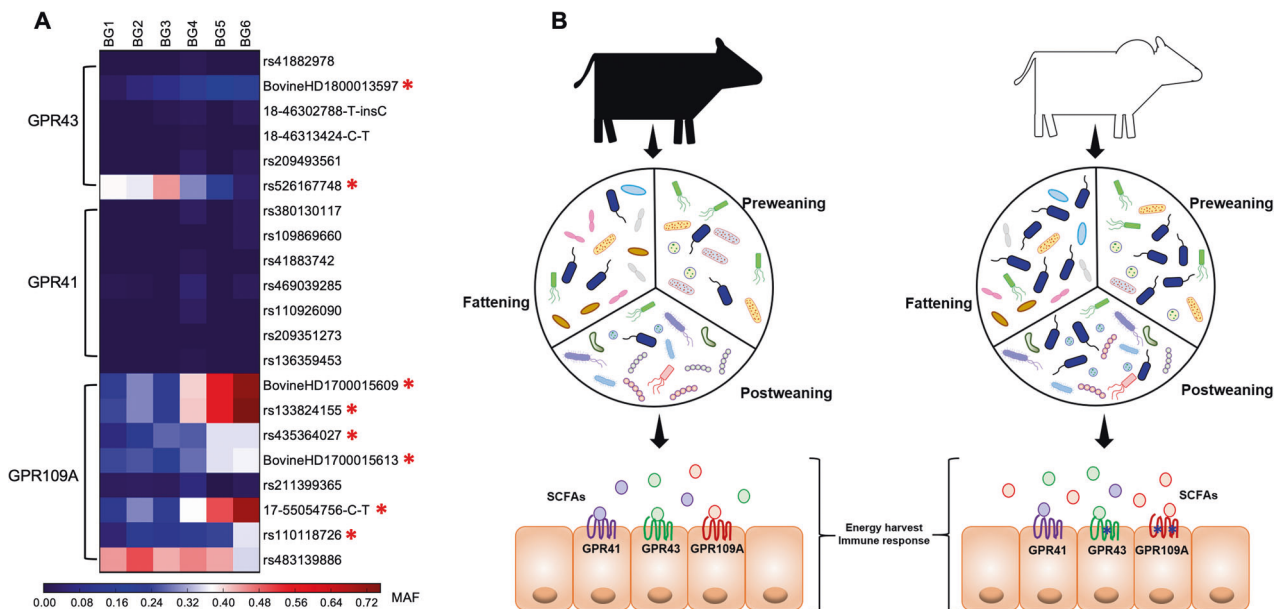 A
BG1 BG2 BG3 BG4 BG5 BG6
GPR43
rs41882978
BovineHD1800013597 *
18-46302788-T-insC
18-46313424-C-T
rs209493561
rs526167748 *
GPR41
rs380130117
rs109869660
rs41883742
rs469039285
rs110926090
rs209351273
rs136359453
GPR109A
BovineHD1700015609 *
rs133824155 *
rs435364027 *
BovineHD1700015613 *
rs211399365
17-55054756-C-T *
rs110118726 *
rs483139886
0.00 0.08 0.16 0.24 0.32 0.40 0.48 0.56 0.64 0.72 MAF
B
Preweaning
Fattening
Postweaning
SCFAs
GPR41 GPR43 GPR109A
Energy harvest
Immune response
Preweaning
Fattening
Postweaning
SCFAs
GPR41 GPR43 GPR109A